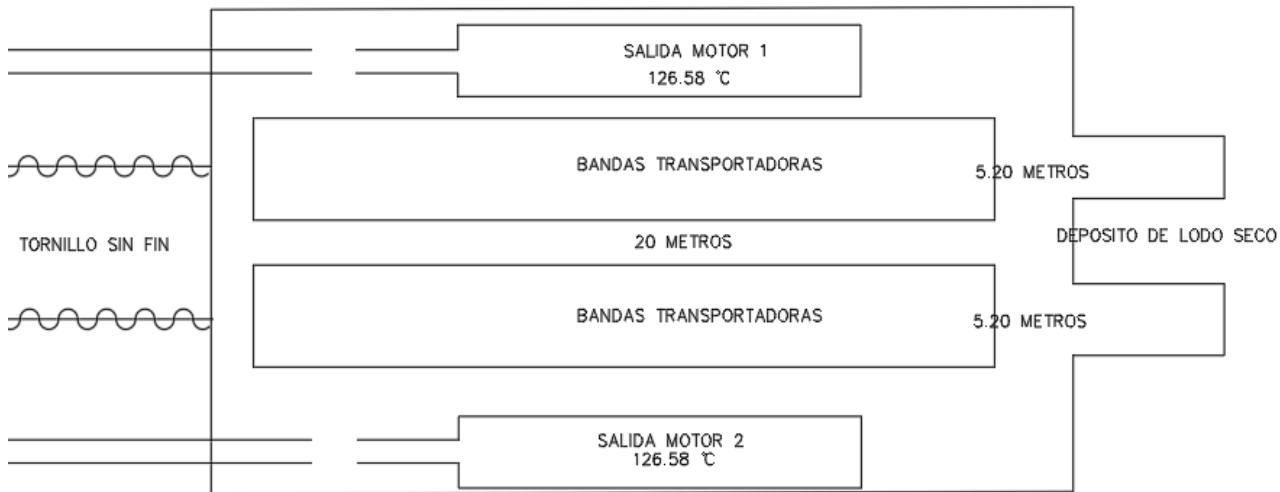 SALIDA MOTOR 1
126.58 ℃
BANDAS TRANSPORTADORAS
5.20 METROS
TORNILLO SIN FIN
20 METROS
DEPOSITO DE LODO SECO
BANDAS TRANSPORTADORAS
5.20 METROS
SALIDA MOTOR 2
126.58 ℃